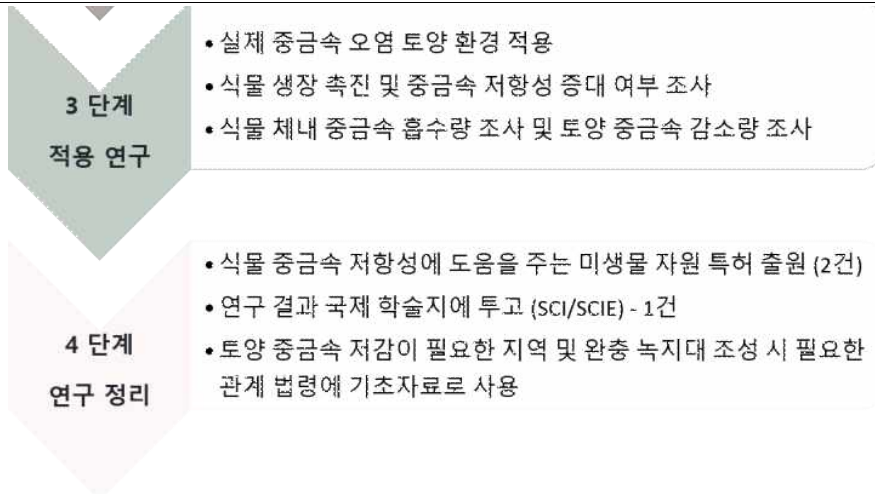 3 단계
적용 연구
• 실제 중금속 오염 토양 환경 적용
• 식물 생장 촉진 및 중금속 저항성 증대 여부 조사
• 식물 체내 중금속 흡수량 조사 및 토양 중금속 감소량 조사
4 단계
연구 정리
• 식물 중금속 저항성에 도움을 주는 미생물 자원 특허 출원 (2건)
• 연구 결과 국제 학술지에 투고 (SCI/SCIE) - 1건
• 토양 중금속 저감이 필요한 지역 및 완충 녹지대 조성 시 필요한
관계 법령에 기초자료로 사용